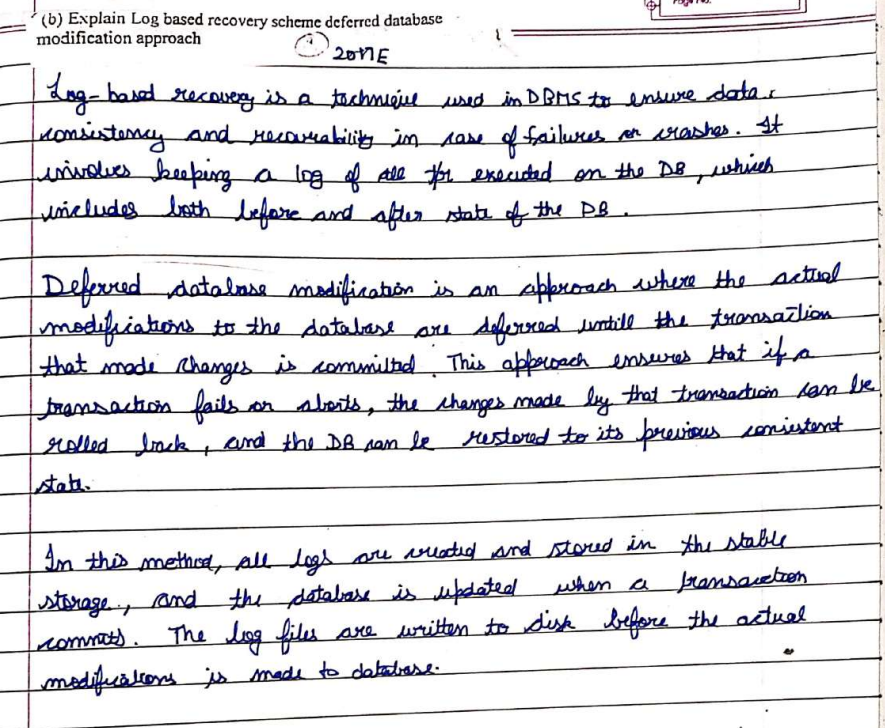 (b) Explain Log based recovery scheme deferred database
modification approach
Page No.
2017E
Log-based recovery is a technique used in DBMS to ensure data
consistency and recoverability in case of failures or crashes. It
involves keeping a log of all the executed on the DB, which
includes both before and after state of the DB.
Deferred database modification is an approach where the actual
modifications to the database are deferred untill the transaction
that made changes is committed. This approach ensures that if a
transaction fails or aborts, the changes made by that transaction can be
rolled back, and the DB can be restored to its previous consistent
state.
In this method, all logs are created and stored in the stable
storage, and the database is updated when a transaction
commits. The log files are written to disk before the actual
modifications is made to database.